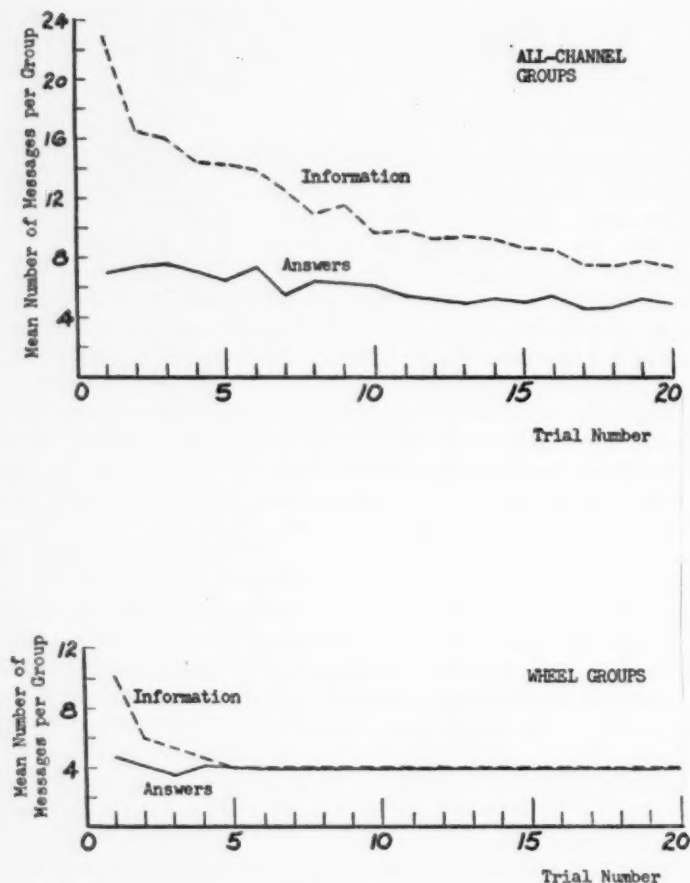 24
20
16
12
8
4
Mean Number of Messages per Group
ALL-CHANNEL
GROUPS
Information
Answers
0 5 10 15 20
Trial Number
12
8
4
0
Mean Number of
Messages per Group
WHEEL GROUPS
Information
Answers
0 5 10 15 20
Trial Number